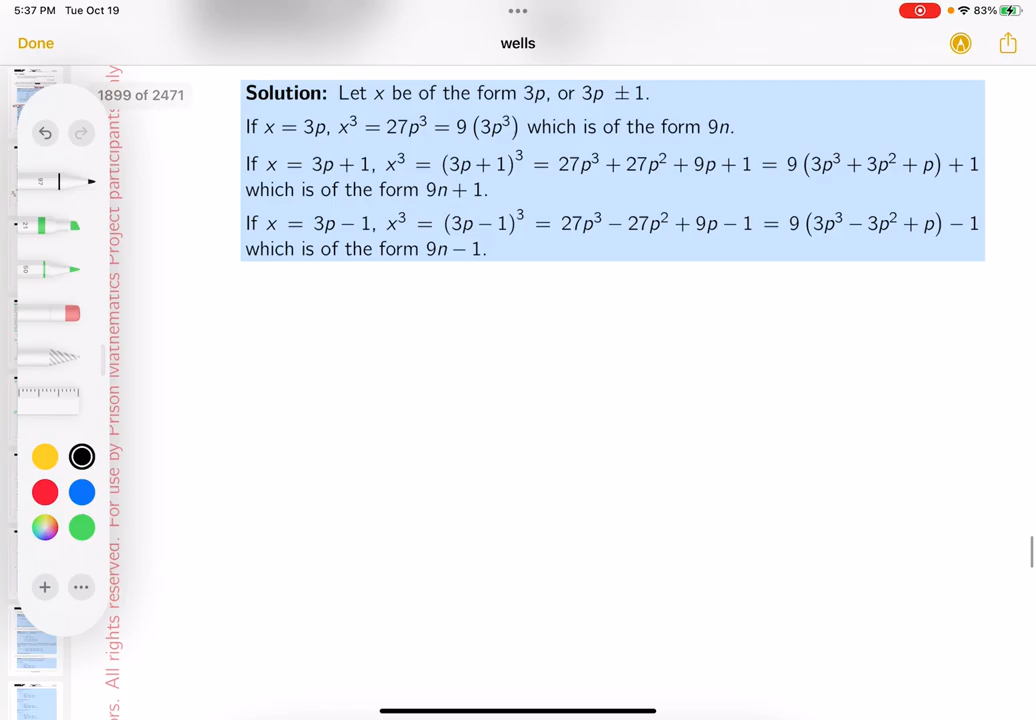 5:37 PM Tue Oct 19
83%
Done
wells
1899 of 2471
Solution: Let x be of the form 3p, or 3p ± 1.
If x = 3p, x³ = 27p³ = 9 (3p³) which is of the form 9n.
If x = 3p + 1, x³ = (3p + 1)³ = 27p³ + 27p² + 9p + 1 = 9 (3p³ + 3p² + p) + 1
which is of the form 9n + 1.
If x = 3p − 1, x³ = (3p − 1)³ = 27p³ − 27p² + 9p − 1 = 9 (3p³ − 3p² + p) − 1
which is of the form 9n − 1.
97
50
ors. All rights reserved. For use by Prison Mathematics Project participants only